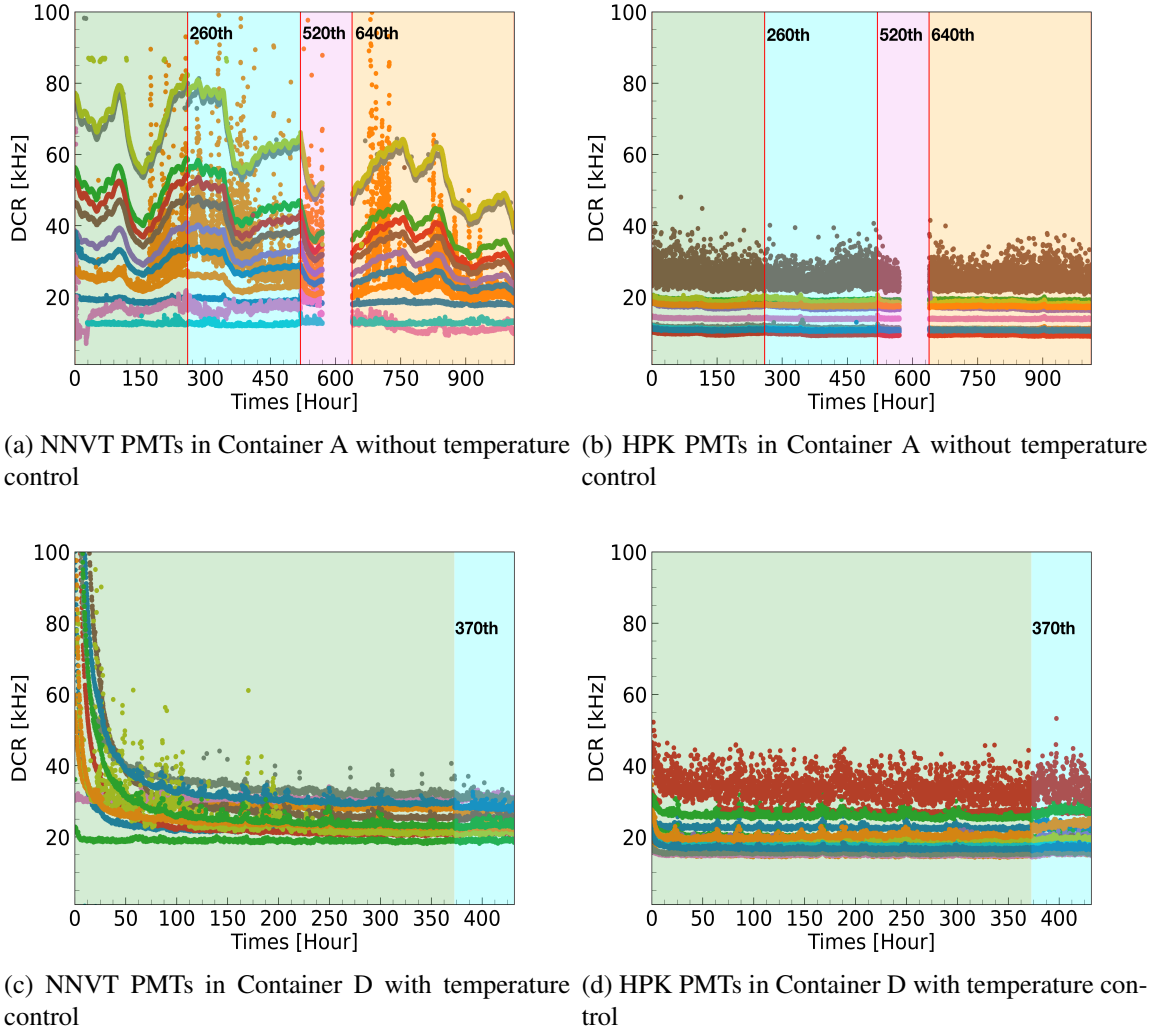 100
80
60
40
20
DCR [kHz]
260th
520th
640th
0 150 300 450 600 750 900
Times [Hour]
100
80
60
40
20
DCR [kHz]
260th
520th
640th
0 150 300 450 600 750 900
Times [Hour]
(a) NNVT PMTs in Container A without temperature
control
(b) HPK PMTs in Container A without temperature
control
100
80
60
40
20
DCR [kHz]
370th
0 50 100 150 200 250 300 350 400
Times [Hour]
100
80
60
40
20
DCR [kHz]
370th
0 50 100 150 200 250 300 350 400
Times [Hour]
(c) NNVT PMTs in Container D with temperature
control
(d) HPK PMTs in Container D with temperature con-
trol